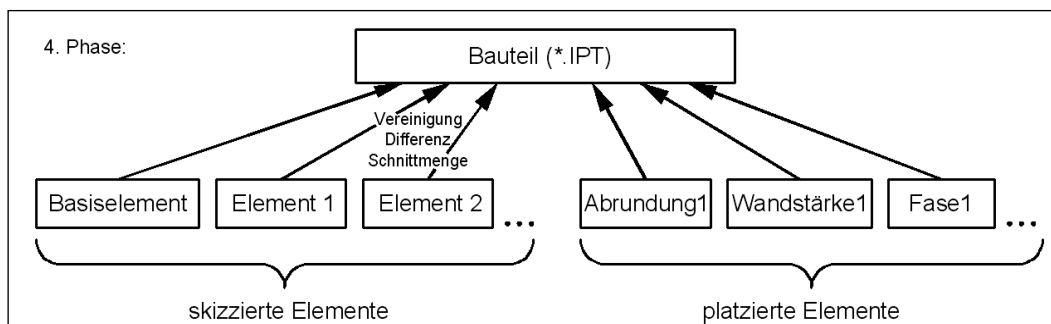 4. Phase:
Bauteil (*.IPT)
Vereinigung
Differenz
Schnittmenge
Basiselement
Element 1
Element 2
...
Abrundung1
Wandstärke1
Fase1
...
skizzierte Elemente
platzierte Elemente